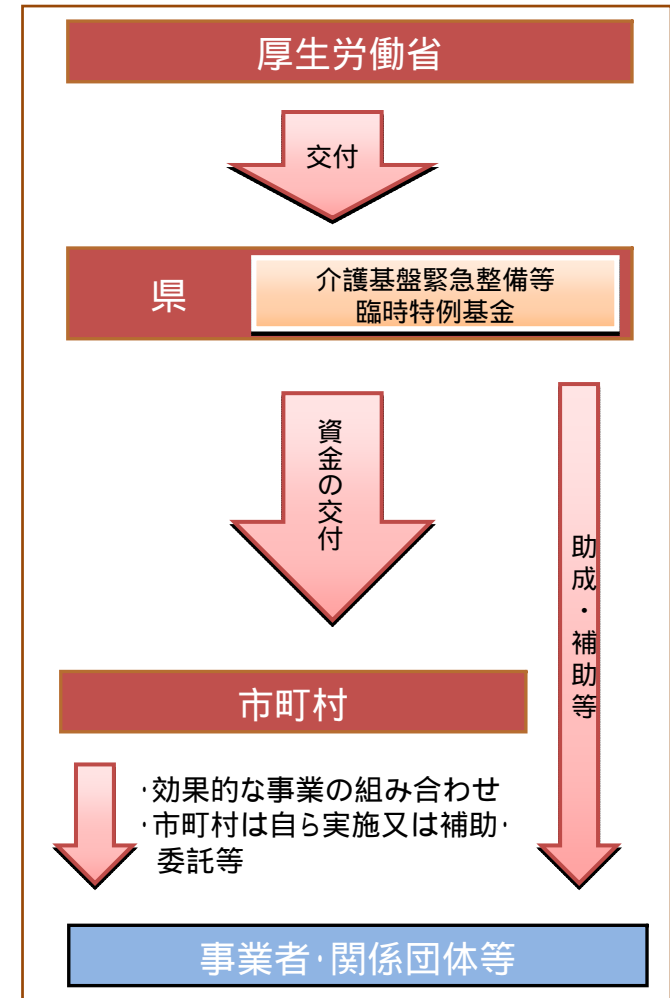 厚生労働省
交付
県
介護基盤緊急整備等
臨時特例基金
資金の交付
助成・補助等
市町村
・効果的な事業の組み合わせ
・市町村は自ら実施又は補助・
委託等
事業者・関係団体等